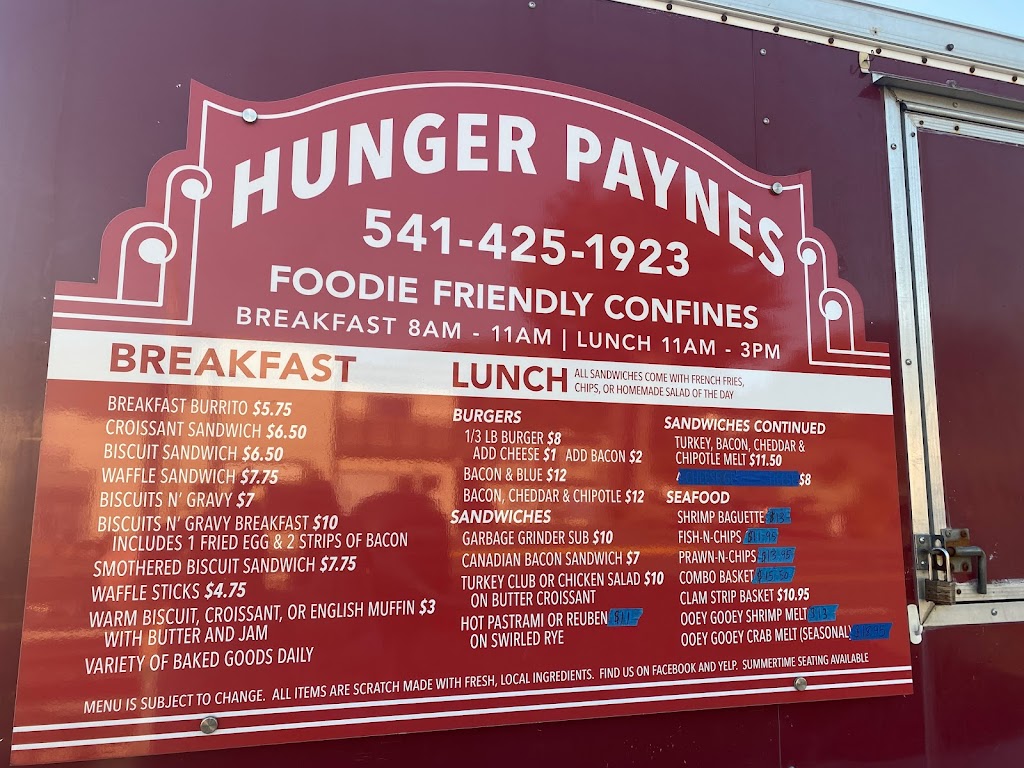 HUNGER PAYNES
541-425-1923
FOODIE FRIENDLY CONFINES
BREAKFAST 8AM - 11AM | LUNCH 11AM - 3PM
BREAKFAST
BREAKFAST BURRITO $5.75
CROISSANT SANDWICH $6.50
BISCUIT SANDWICH $6.50
WAFFLE SANDWICH $7.75
BISCUITS N' GRAVY $7
BISCUITS N' GRAVY BREAKFAST $10
INCLUDES 1 FRIED EGG & 2 STRIPS OF BACON
SMOTHERED BISCUIT SANDWICH $7.75
WAFFLE STICKS $4.75
WARM BISCUIT, CROISSANT, OR ENGLISH MUFFIN $3
WITH BUTTER AND JAM
VARIETY OF BAKED GOODS DAILY
LUNCH
ALL SANDWICHES COME WITH FRENCH FRIES,
CHIPS, OR HOMEMADE SALAD OF THE DAY
BURGERS
1/3 LB BURGER $8
ADD CHEESE $1 ADD BACON $2
BACON & BLUE $12
BACON, CHEDDAR & CHIPOTLE $12
SANDWICHES
GARBAGE GRINDER SUB $10
CANADIAN BACON SANDWICH $7
TURKEY CLUB OR CHICKEN SALAD $10
ON BUTTER CROISSANT
HOT PASTRAMI OR REUBEN
ON SWIRLED RYE
SANDWICHES CONTINUED
TURKEY, BACON, CHEDDAR &
CHIPOTLE MELT $11.50
$8
SEAFOOD
SHRIMP BAGUETTE
FISH-N-CHIPS
PRAWN-N-CHIPS
COMBO BASKET
CLAM STRIP BASKET $10.95
OOEY GOOEY SHRIMP MELT
OOEY GOOEY CRAB MELT (SEASONAL)
MENU IS SUBJECT TO CHANGE. ALL ITEMS ARE SCRATCH MADE WITH FRESH, LOCAL INGREDIENTS. FIND US ON FACEBOOK AND YELP. SUMMERTIME SEATING AVAILABLE